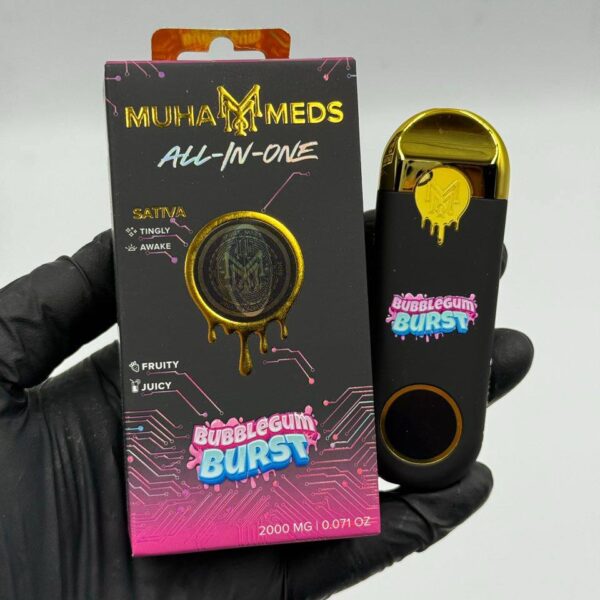 MUHA MEDS
ALL-IN-ONE
SATIVA
TINGLY
AWAKE
FRUITY
JUICY
BUBBLEGUM
BURST
2000 MG | 0.071 OZ
BUBBLEGUM
BURST